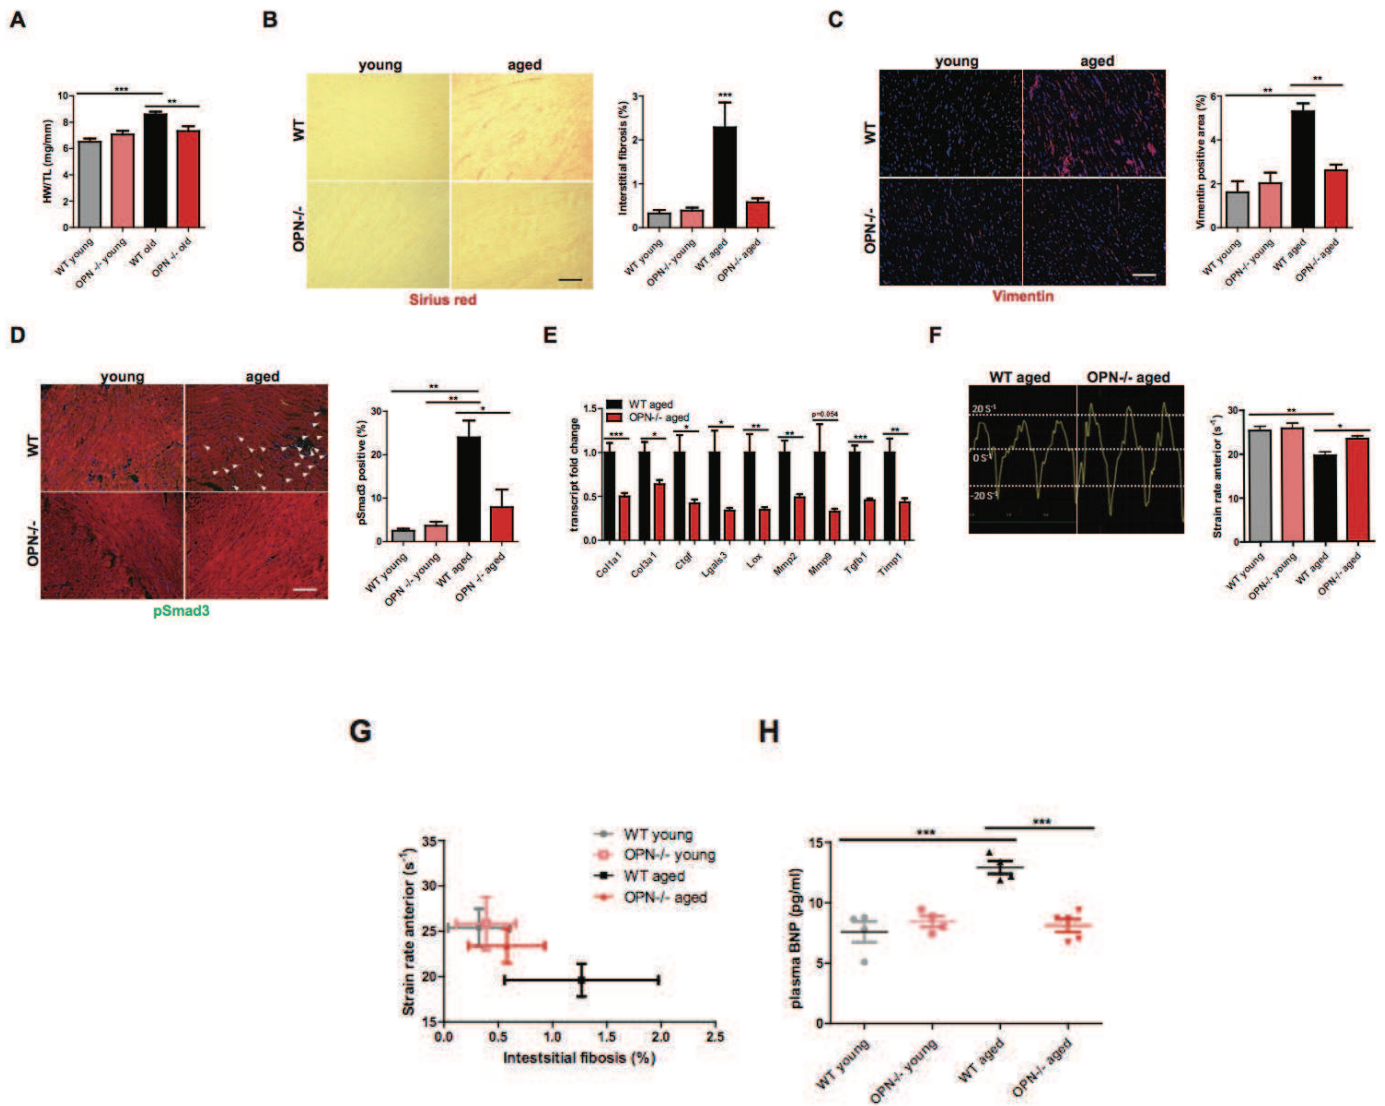 A
HW/TL (mg/mm)
10
8
6
4
2
0
***
**
WT young
OPN -/- young
WT old
OPN -/- old
B
young
aged
WT
OPN-/-
Sirius red
Interstitial fibrosis (%)
3
2
1
0
***
WT young
OPN-/- young
WT aged
OPN-/- aged
C
young
aged
WT
OPN-/-
Vimentin
Vimentin positive area (%)
6
4
2
0
**
**
WT young
OPN-/- young
WT aged
OPN-/- aged
D
young
aged
WT
OPN-/-
pSmad3
pSmad3 positive (%)
30
20
10
0
**
**
*
WT young
OPN -/- young
WT aged
OPN -/- aged
E
transcript fold change
1.5
1.0
0.5
0.0
WT aged
OPN-/- aged
***
*
*
*
**
**
p=0.054
***
**
Col1a1
Col3a1
Ctgf
Lgals3
Lox
Mmp2
Mmp9
Tgfb1
Timp1
F
WT aged
OPN-/- aged
20 S-1
0 S-1
-20 S-1
Strain rate anterior (s-1)
30
20
10
0
**
*
WT young
OPN-/- young
WT aged
OPN-/- aged
G
Strain rate anterior (s-1)
35
30
25
20
15
0.0
0.5
1.0
1.5
2.0
2.5
Intestsitial fibosis (%)
WT young
OPN-/- young
WT aged
OPN-/- aged
H
plasma BNP (pg/ml)
15
10
5
0
***
***
WT young
OPN-/- young
WT aged
OPN-/- aged